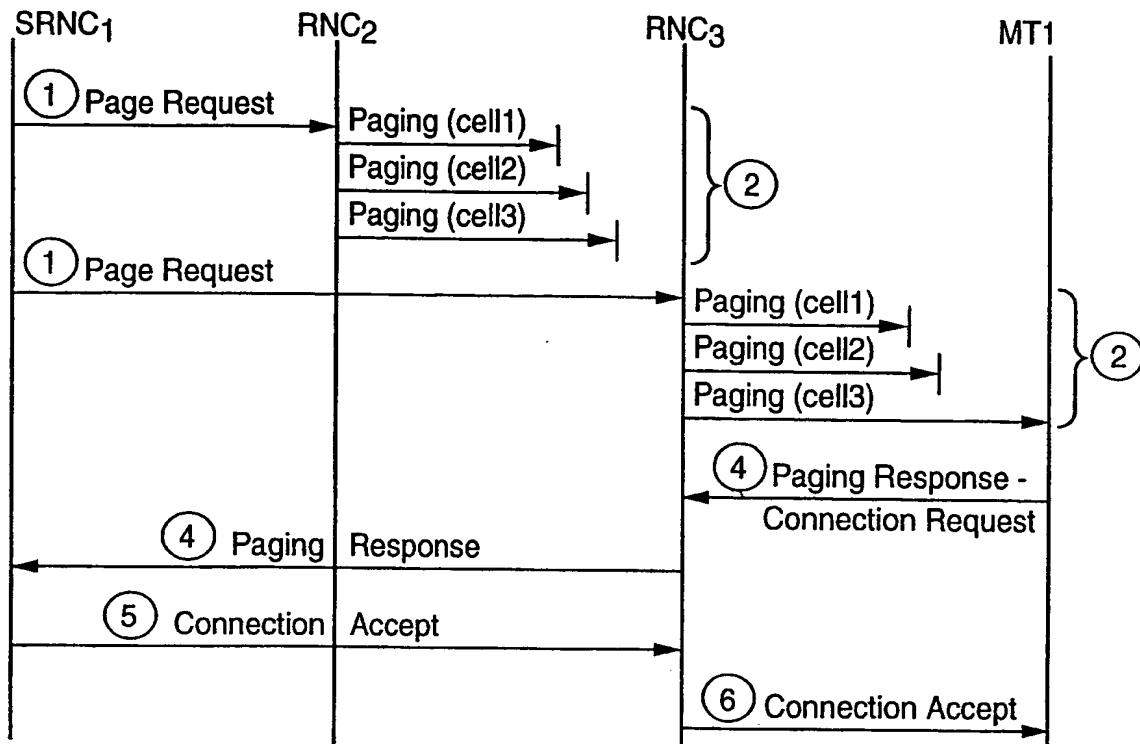 SRNC1 RNC2 RNC3 MT1
1 Page Request
Paging (cell1)
Paging (cell2)
2
Paging (cell3)
1 Page Request
Paging (cell1)
Paging (cell2)
2
Paging (cell3)
4 Paging Response -
Connection Request
4 Paging Response
5 Connection Accept
6 Connection Accept